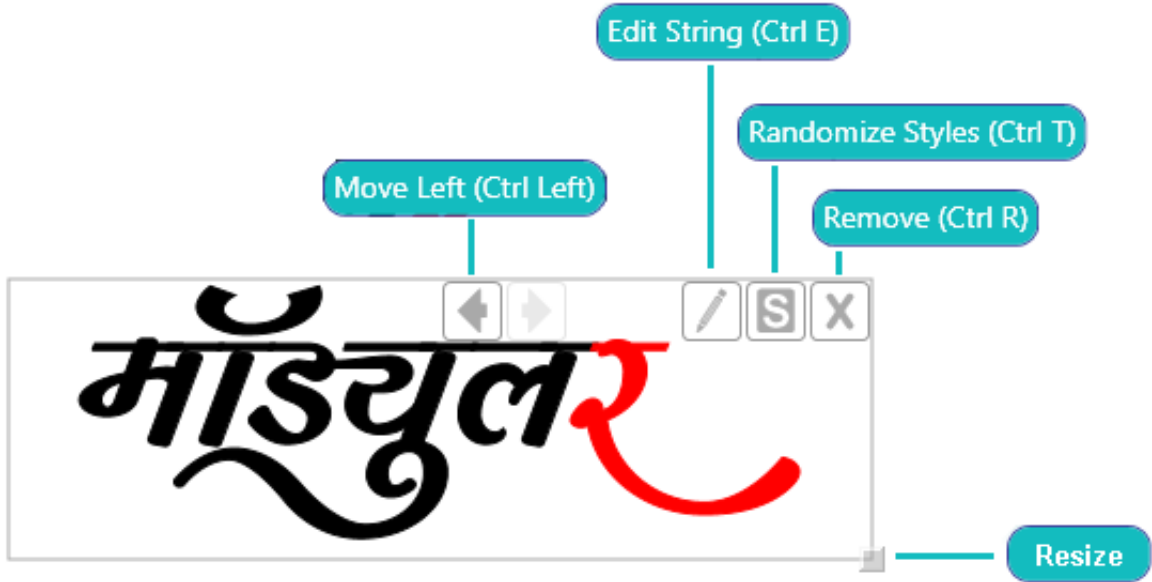 Edit String (Ctrl E)
Randomize Styles (Ctrl T)
Move Left (Ctrl Left)
Remove (Ctrl R)
S
X
मॉड्युलर
Resize